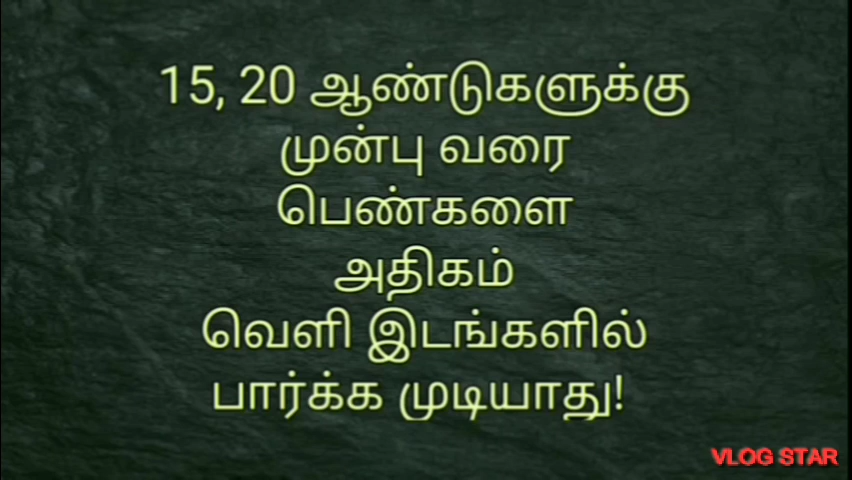 15, 20 ஆண்டுகளுக்கு
முன்பு வரை
பெண்களை
அதிகம்
வெளி இடங்களில்
பார்க்க முடியாது!
VLOG STAR